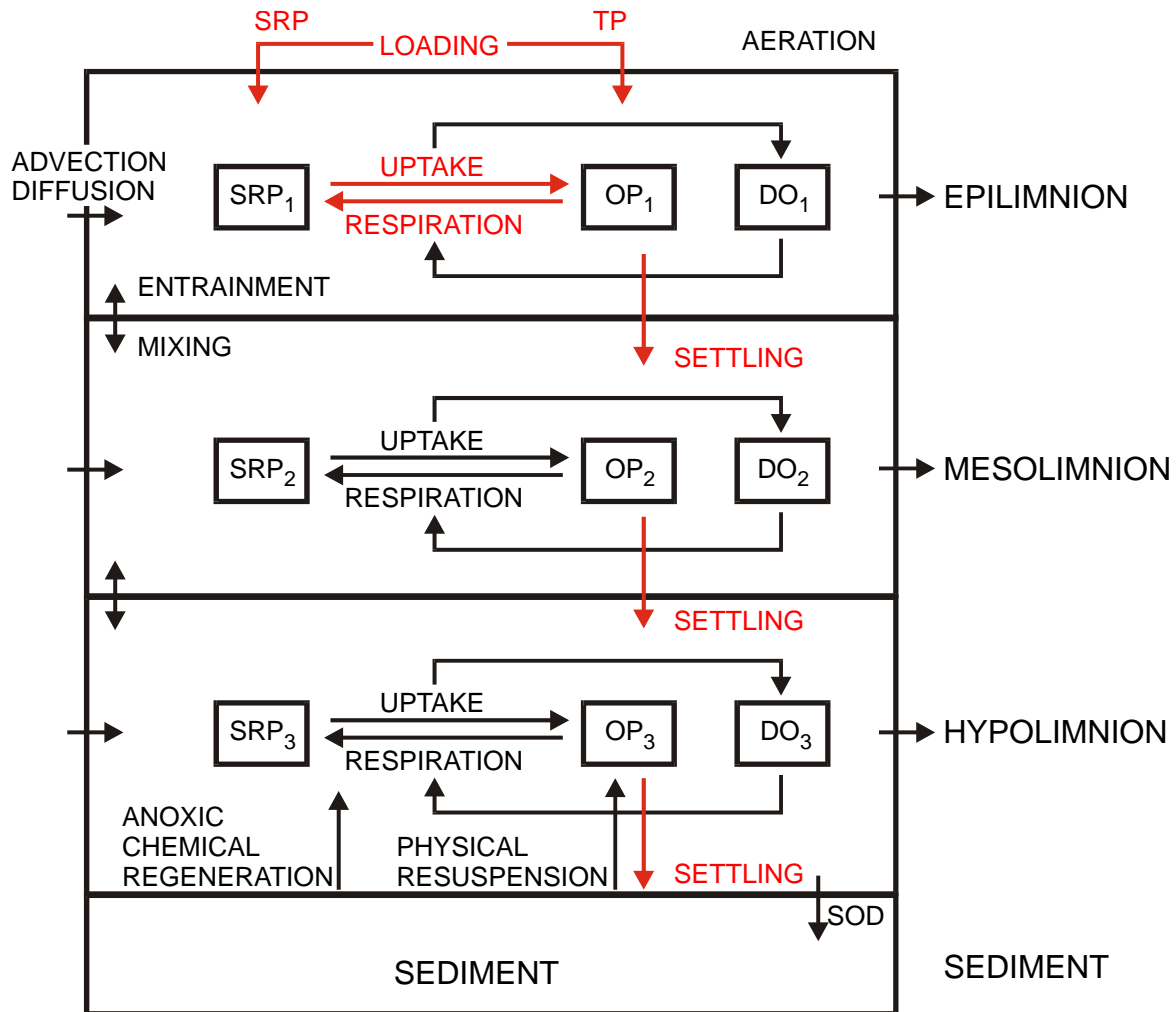 SRP TP
LOADING AERATION
ADVECTION
DIFFUSION
UPTAKE
SRP1 OP1 DO1 EPILIMNION
RESPIRATION
ENTRAINMENT
MIXING SETTLING
UPTAKE
SRP2 OP2 DO2 MESOLIMNION
RESPIRATION
SETTLING
UPTAKE
SRP3 OP3 DO3 HYPOLIMNION
RESPIRATION
ANOXIC
CHEMICAL PHYSICAL
REGENERATION RESUSPENSION SETTLING
SOD
SEDIMENT SEDIMENT